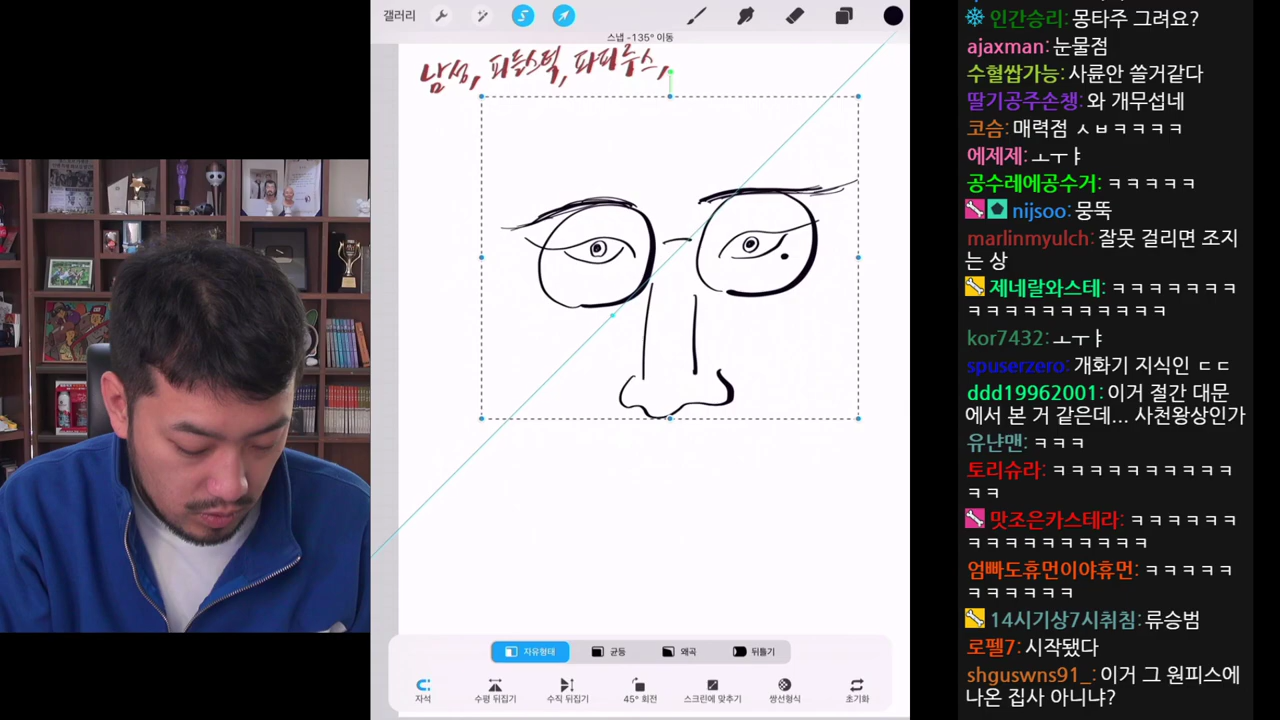 갤러리
스냅 -135° 이동
남성, 피들스틱, 파피루스,
자유형태
균등
왜곡
뒤틀기
자석
수평 뒤집기
수직 뒤집기
45° 회전
스크린에 맞추기
쌍선형식
초기화
인간승리: 몽타주 그려요?
ajaxman: 눈물점
수혈쌉가능: 사륜안 쓸거같다
딸기공주손챙: 와 개무섭네
코슴: 매력점 ㅅㅂㅋㅋㅋㅋ
에제제: ㅗㅜㅑ
공수레에공수거: ㅋㅋㅋㅋㅋ
nijsoo: 뭉뚝
marlinmyulch: 잘못 걸리면 조지
는 상
제네랄와스테: ㅋㅋㅋㅋㅋㅋㅋ
ㅋㅋㅋㅋㅋㅋㅋㅋㅋㅋㅋ
kor7432: ㅗㅜㅑ
spuserzero: 개화기 지식인 ㄷㄷ
ddd19962001: 이거 절간 대문
에서 본 거 같은데... 사천왕상인가
유냔맨: ㅋㅋㅋ
토리슈라: ㅋㅋㅋㅋㅋㅋㅋㅋㅋㅋ
ㅋㅋ
맛조은카스테라: ㅋㅋㅋㅋㅋㅋ
ㅋㅋㅋㅋㅋㅋㅋㅋㅋㅋ
엄빠도휴먼이야휴먼: ㅋㅋㅋㅋㅋ
ㅋㅋㅋㅋㅋㅋ
14시기상7시취침: 류승범
로펠7: 시작됐다
shguswns91_: 이거 그 원피스에
나온 집사 아니냐?